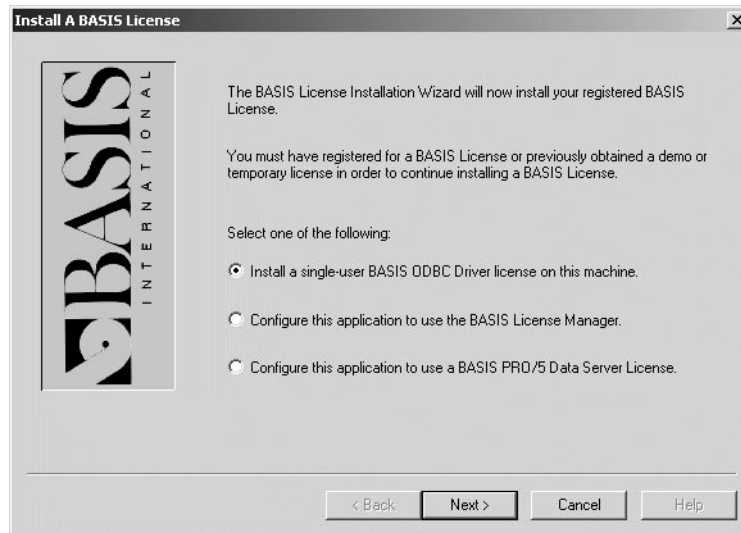 Install A BASIS License
BASIS
INTERNATIONAL
The BASIS License Installation Wizard will now install your registered BASIS
License.
You must have registered for a BASIS License or previously obtained a demo or
temporary license in order to continue installing a BASIS License.
Select one of the following:
Install a single-user BASIS ODBC Driver license on this machine.
Configure this application to use the BASIS License Manager.
Configure this application to use a BASIS PRO/5 Data Server License.
< Back
Next >
Cancel
Help